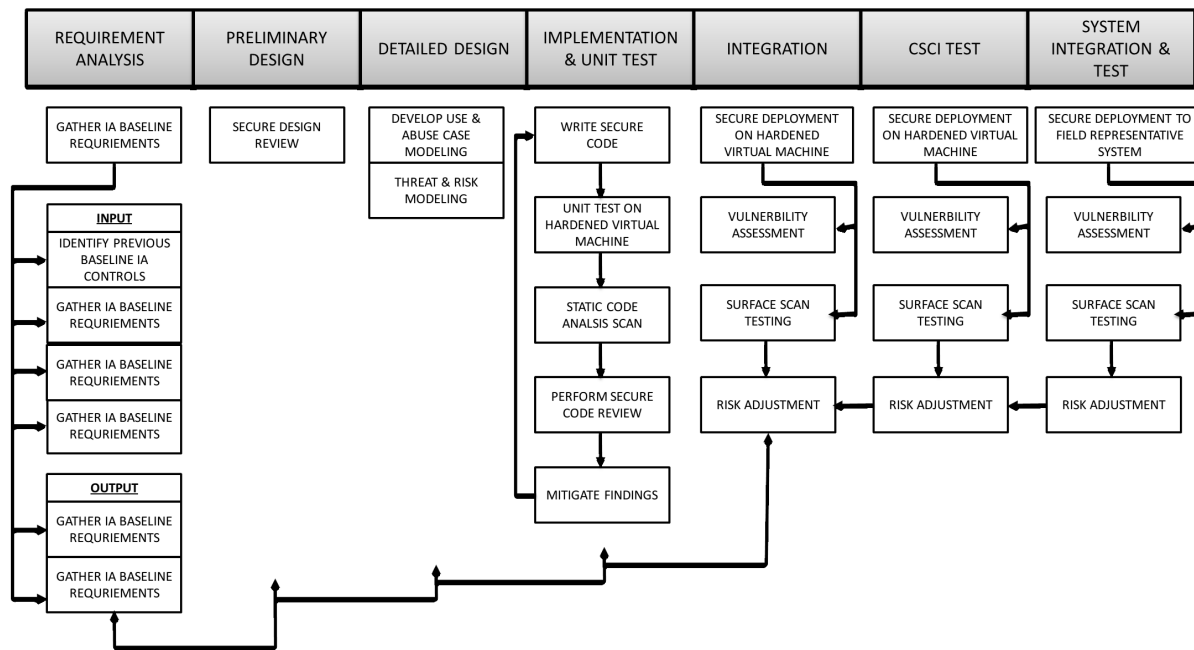 REQUIREMENT
ANALYSIS
PRELIMINARY
DESIGN
DETAILED DESIGN
IMPLEMENTATION
& UNIT TEST
INTEGRATION
CSCI TEST
SYSTEM
INTEGRATION &
TEST
GATHER IA BASELINE
REQURIEMENTS
INPUT
IDENTIFY PREVIOUS
BASELINE IA
CONTROLS
GATHER IA BASELINE
REQURIEMENTS
GATHER IA BASELINE
REQURIEMENTS
GATHER IA BASELINE
REQURIEMENTS
OUTPUT
GATHER IA BASELINE
REQURIEMENTS
GATHER IA BASELINE
REQURIEMENTS
SECURE DESIGN
REVIEW
DEVELOP USE &
ABUSE CASE
MODELING
THREAT & RISK
MODELING
WRITE SECURE
CODE
UNIT TEST ON
HARDENED VIRTUAL
MACHINE
STATIC CODE
ANALSIS SCAN
PERFORM SECURE
CODE REVIEW
MITIGATE FINDINGS
SECURE DEPLOYMENT
ON HARDENED
VIRTUAL MACHINE
VULNERBILITY
ASSESSMENT
SURFACE SCAN
TESTING
RISK ADJUSTMENT
SECURE DEPLOYMENT
ON HARDENED VIRTUAL
MACHINE
VULNERBILITY
ASSESSMENT
SURFACE SCAN
TESTING
RISK ADJUSTMENT
SECURE DEPLOYMENT TO
FIELD REPRESENTATIVE
SYSTEM
VULNERBILITY
ASSESSMENT
SURFACE SCAN
TESTING
RISK ADJUSTMENT